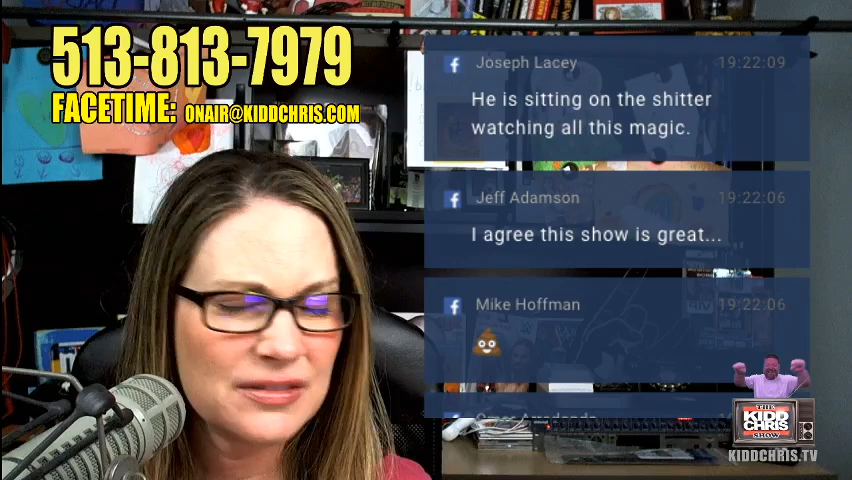 513-813-7979
FACETIME: ONAIR@KIDDCHRIS.COM
Joseph Lacey 19:22:09
He is sitting on the shitter
watching all this magic.
Jeff Adamson 19:22:06
I agree this show is great...
Mike Hoffman 19:22:06
💩
THE
KIDD
CHRIS
SHOW
KIDDCHRIS.TV